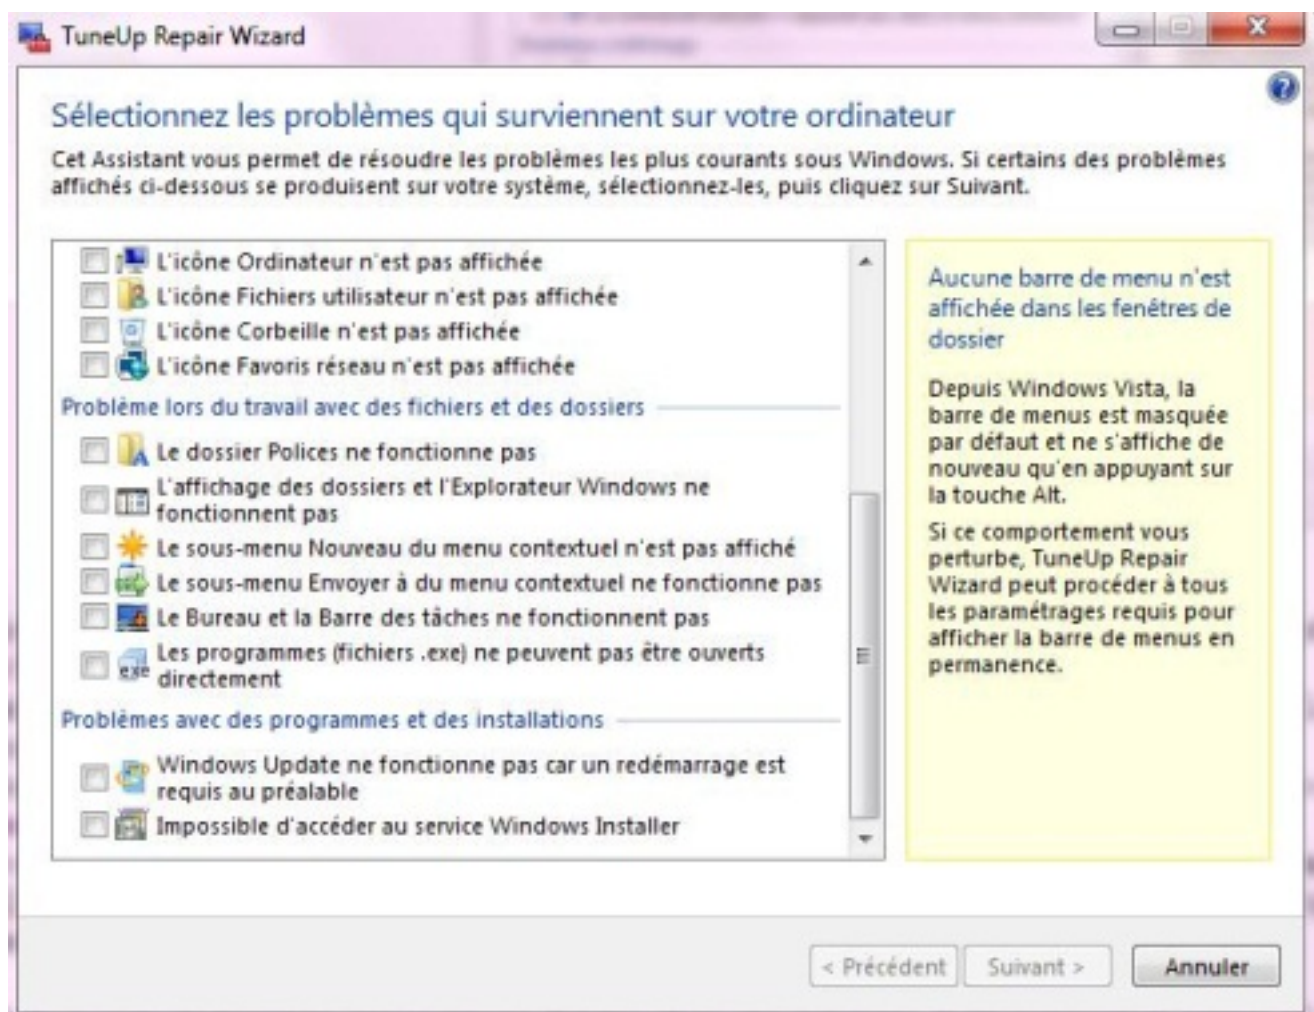 TuneUp Repair Wizard
Sélectionnez les problèmes qui surviennent sur votre ordinateur
Cet Assistant vous permet de résoudre les problèmes les plus courants sous Windows. Si certains des problèmes
affichés ci-dessous se produisent sur votre système, sélectionnez-les, puis cliquez sur Suivant.
L'icône Ordinateur n'est pas affichée
L'icône Fichiers utilisateur n'est pas affichée
L'icône Corbeille n'est pas affichée
L'icône Favoris réseau n'est pas affichée
Problème lors du travail avec des fichiers et des dossiers
Le dossier Polices ne fonctionne pas
L'affichage des dossiers et l'Explorateur Windows ne
fonctionnent pas
Le sous-menu Nouveau du menu contextuel n'est pas affiché
Le sous-menu Envoyer à du menu contextuel ne fonctionne pas
Le Bureau et la Barre des tâches ne fonctionnent pas
exe
Les programmes (fichiers .exe) ne peuvent pas être ouverts
directement
Problèmes avec des programmes et des installations
Windows Update ne fonctionne pas car un redémarrage est
requis au préalable
Impossible d'accéder au service Windows Installer
Aucune barre de menu n'est
affichée dans les fenêtres de
dossier
Depuis Windows Vista, la
barre de menus est masquée
par défaut et ne s'affiche de
nouveau qu'en appuyant sur
la touche Alt.
Si ce comportement vous
perturbe, TuneUp Repair
Wizard peut procéder à tous
les paramétrages requis pour
afficher la barre de menus en
permanence.
< Précédent
Suivant >
Annuler